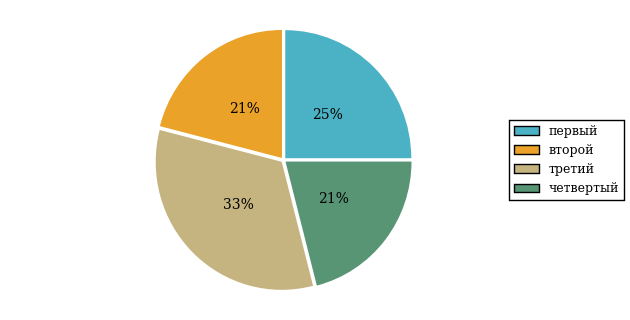 21%
25%
33%
21%
первый
второй
третий
четвертый